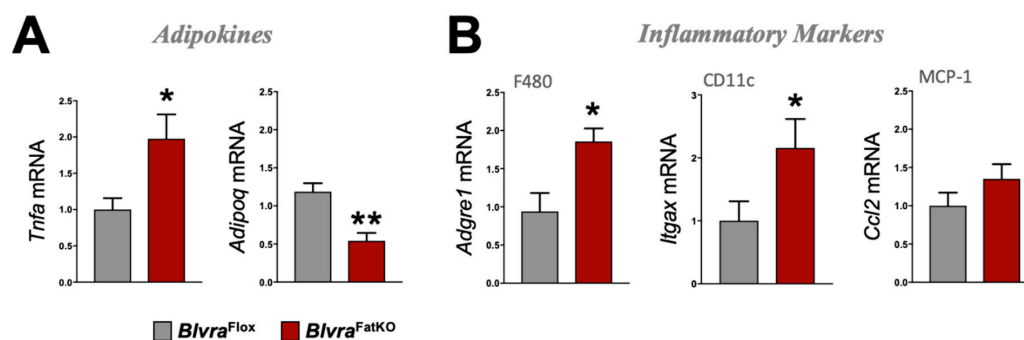 A
Adipokines
Tnfa mRNA
2.5
2.0
1.5
1.0
0.5
0.0
*
Adipoq mRNA
2.5
2.0
1.5
1.0
0.5
0.0
**
BlvraFlox
BlvraFatKO
B
Inflammatory Markers
F480
Adgre1 mRNA
2.5
2.0
1.5
1.0
0.5
0.0
*
CD11c
Itgax mRNA
3
2
1
0
*
MCP-1
Ccl2 mRNA
2.5
2.0
1.5
1.0
0.5
0.0